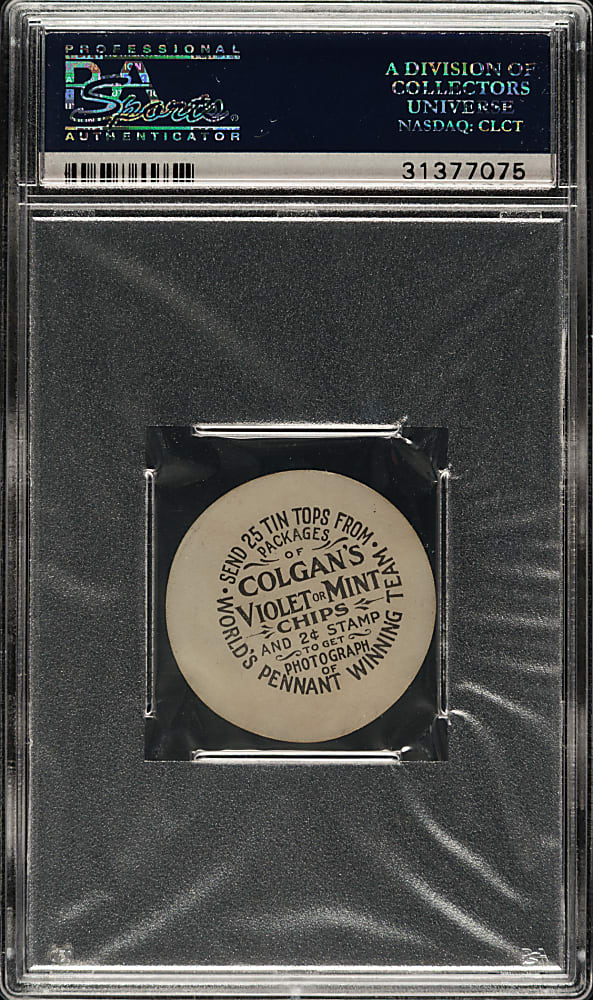 PROFESSIONAL
PSA
Sports®
AUTHENTICATOR
A DIVISION OF
COLLECTORS
UNIVERSE
NASDAQ: CLCT
31377075
• SEND 25 TIN TOPS FROM •
PACKAGES,
OF
COLGAN'S
VIOLET OR MINT
CHIPS
AND 2¢ STAMP
TO GET
PHOTOGRAPH
OF
WORLD'S PENNANT WINNING TEAM
PSA